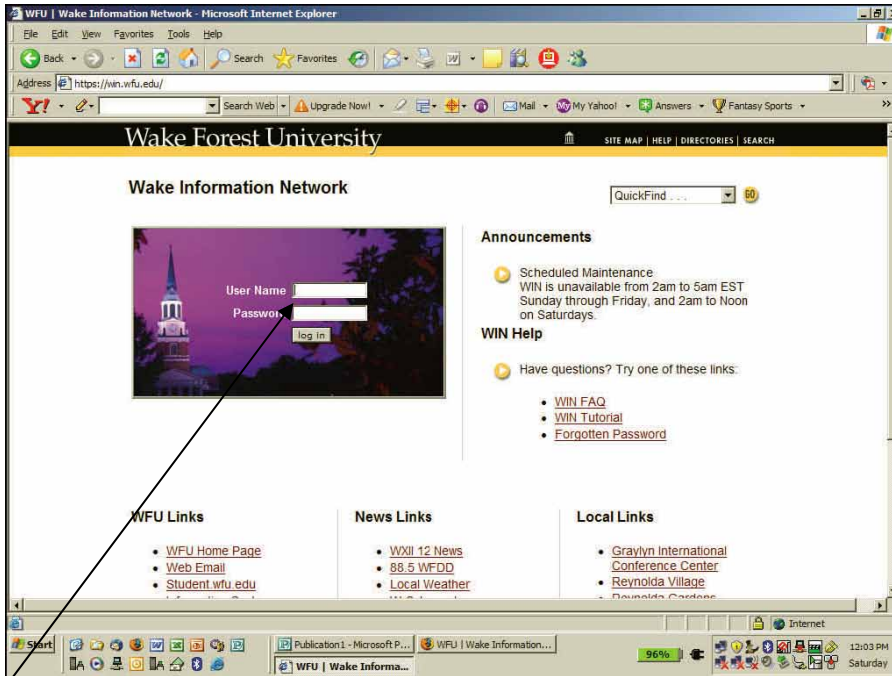 WFU | Wake Information Network - Microsoft Internet Explorer
File Edit View Favorites Tools Help
Back Search Favorites
Address https://win.wfu.edu/
Y! Search Web Upgrade Now! Mail My Yahoo! Answers Fantasy Sports
Wake Forest University
SITE MAP | HELP | DIRECTORIES | SEARCH
Wake Information Network
QuickFind . . . GO
User Name
Password
log in
Announcements
Scheduled Maintenance
WIN is unavailable from 2am to 5am EST
Sunday through Friday, and 2am to Noon
on Saturdays.
WIN Help
Have questions? Try one of these links:
WIN FAQ
WIN Tutorial
Forgotten Password
WFU Links
WFU Home Page
Web Email
Student.wfu.edu
News Links
WXII 12 News
88.5 WFDD
Local Weather
Local Links
Graylyn International
Conference Center
Reynolda Village
Reynolda Gardens
Internet
Start Publication1 - Microsoft P... WFU | Wake Information...
WFU | Wake Informa...
96%
12:03 PM
Saturday